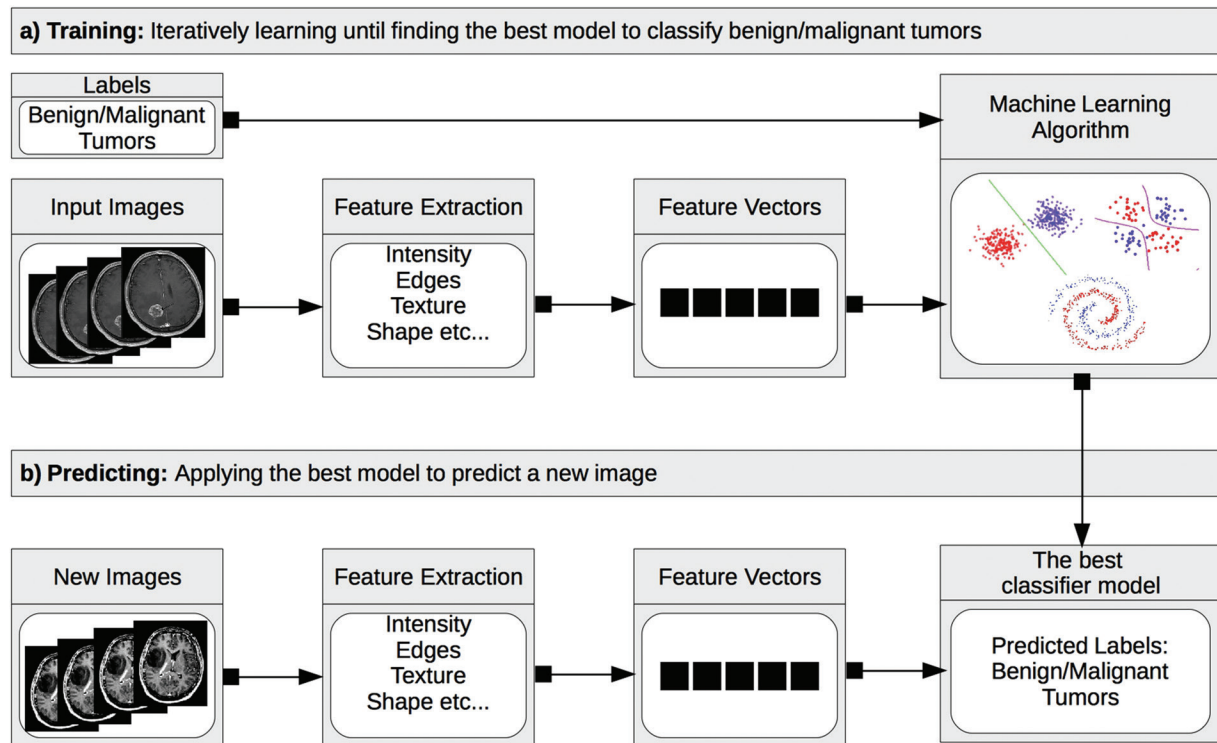 a) Training: Iteratively learning until finding the best model to classify benign/malignant tumors
Labels
Benign/Malignant
Tumors
Machine Learning
Algorithm
Input Images
Feature Extraction
Intensity
Edges
Texture
Shape etc...
Feature Vectors
b) Predicting: Applying the best model to predict a new image
New Images
Feature Extraction
Intensity
Edges
Texture
Shape etc...
Feature Vectors
The best
classifier model
Predicted Labels:
Benign/Malignant
Tumors